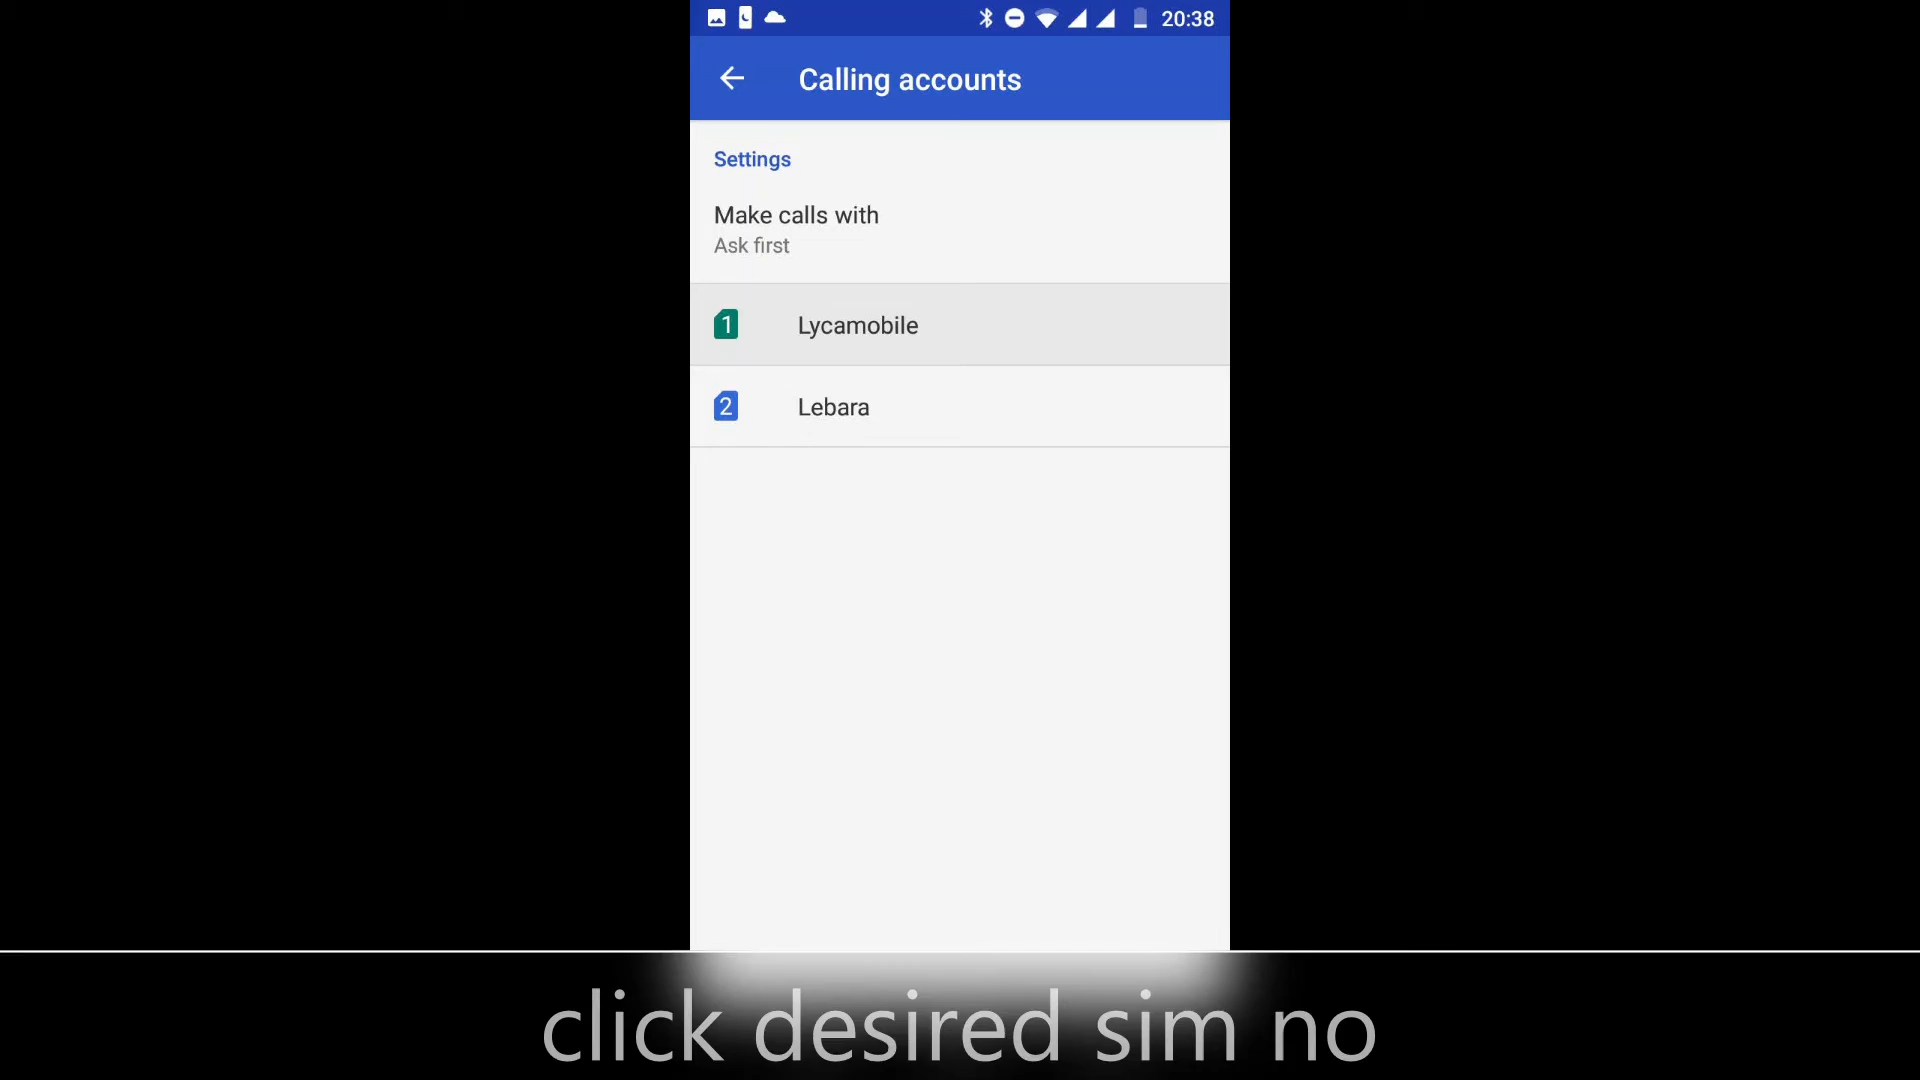 20:38
Calling accounts
Settings
Make calls with
Ask first
1 Lycamobile
2 Lebara
click desired sim no